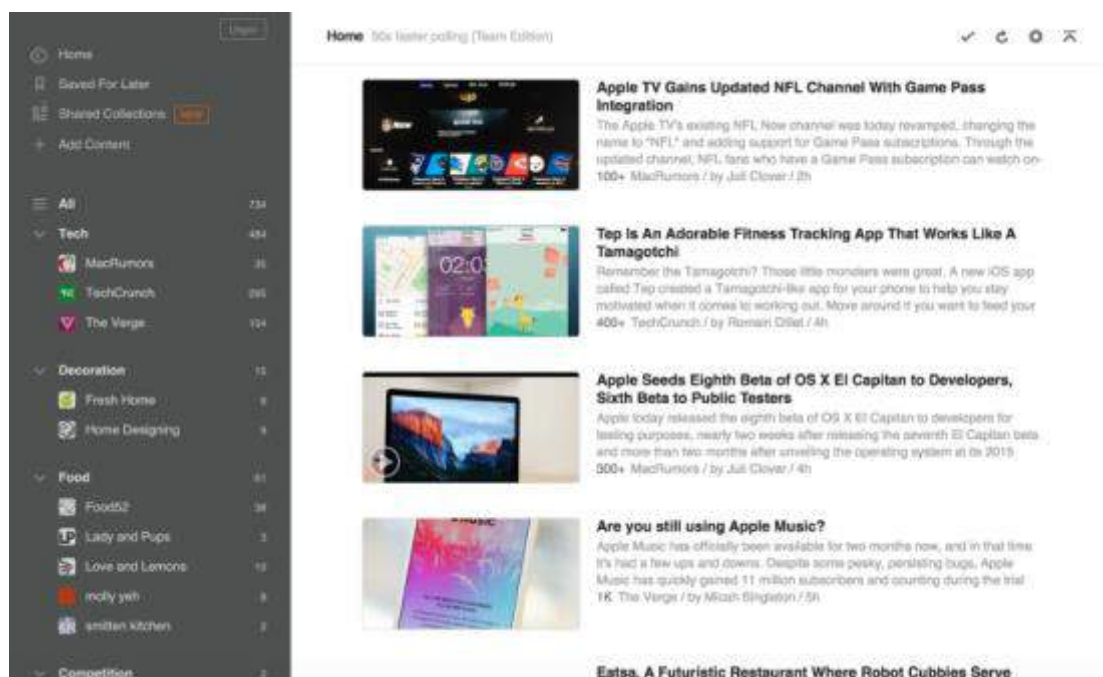 Home
Saved For Later
Shared Collections NEW
Add Content
All 734
Tech 484
MacRumors
TechCrunch
The Verge
Decoration
Fresh Home
Home Designing
Food
Food52
Lady and Pups
Love and Lemons
molly yeh
smitten kitchen
Competition
Home 50x faster polling (Team Edition)
Apple TV Gains Updated NFL Channel With Game Pass
Integration
The Apple TV's existing NFL Now channel was today revamped, changing the
name to "NFL" and adding support for Game Pass subscriptions. Through the
updated channel, NFL fans who have a Game Pass subscription can watch on-
100+ MacRumors / by Juli Clover / 2h
02:0
Tep Is An Adorable Fitness Tracking App That Works Like A
Tamagotchi
Remember the Tamagotchi? Those little monsters were great. A new iOS app
called Tep created a Tamagotchi-like app for your phone to help you stay
motivated when it comes to working out. Move around if you want to feed your
400+ TechCrunch / by Romain Dillet / 4h
Apple Seeds Eighth Beta of OS X El Capitan to Developers,
Sixth Beta to Public Testers
Apple today released the eighth beta of OS X El Capitan to developers for
testing purposes, nearly two weeks after releasing the seventh El Capitan beta
and more than two months after unveiling the operating system at its 2015
300+ MacRumors / by Juli Clover / 4h
MUSIC
Are you still using Apple Music?
Apple Music has officially been available for two months now, and in that time
it's had a few ups and downs. Despite some pesky, persisting bugs, Apple
Music has quickly gained 11 million subscribers and counting during the trial
1K The Verge / by Micah Singleton / 5h
Eatsa, A Futuristic Restaurant Where Robot Cubbies Serve